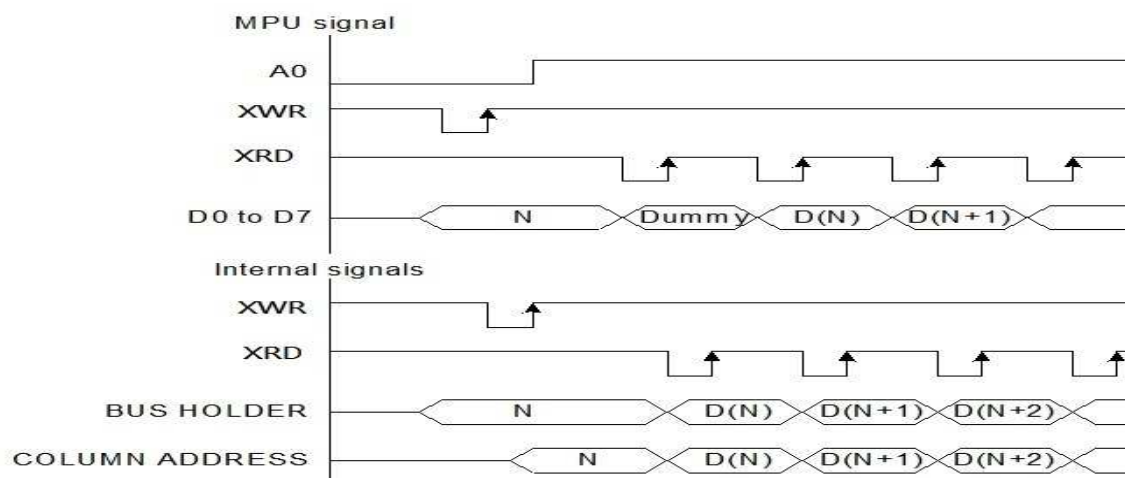 MPU signal
A0
XWR
XRD
D0 to D7 N Dummy D(N) D(N+1)
Internal signals
XWR
XRD
BUS HOLDER N D(N) D(N+1) D(N+2)
COLUMN ADDRESS N D(N) D(N+1) D(N+2)